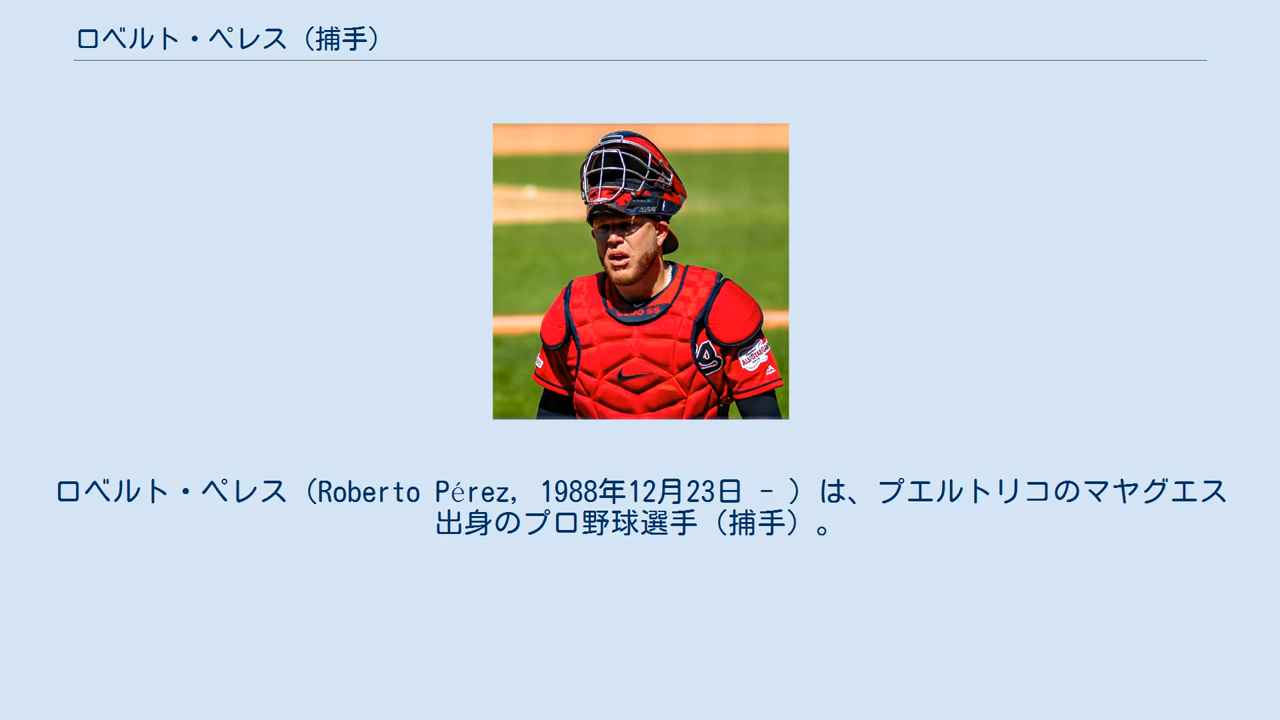 ロベルト・ペレス（捕手）
ロベルト・ペレス（Roberto Pérez, 1988年12月23日 - ）は、プエルトリコのマヤグエス
出身のプロ野球選手（捕手）。